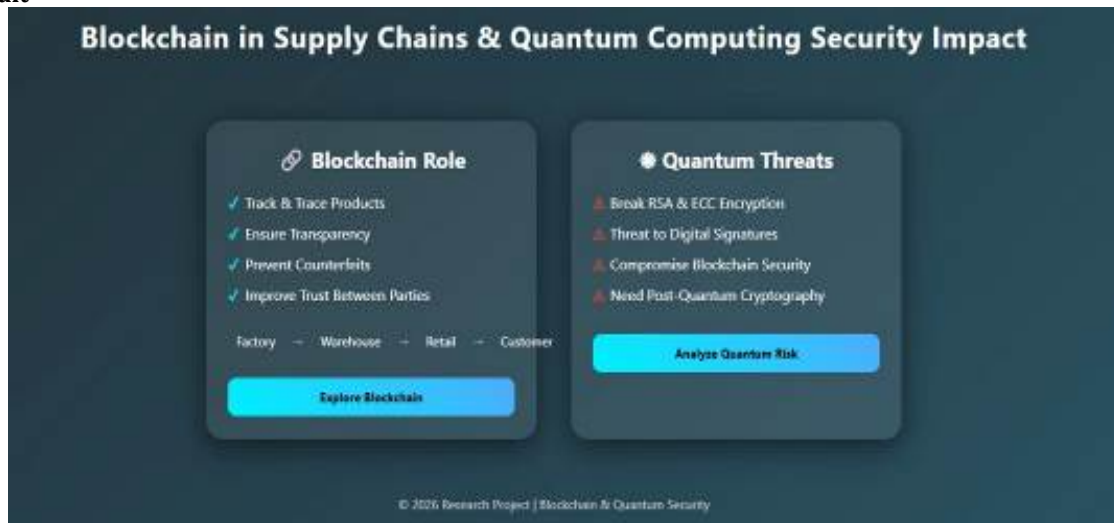 Blockchain in Supply Chains & Quantum Computing Security Impact
Blockchain Role
✓ Track & Trace Products
✓ Ensure Transparency
✓ Prevent Counterfeits
✓ Improve Trust Between Parties
Factory → Warehouse → Retail → Customer
Explore Blockchain
Quantum Threats
⚠ Break RSA & ECC Encryption
⚠ Threat to Digital Signatures
⚠ Compromise Blockchain Security
⚠ Need Post-Quantum Cryptography
Analyze Quantum Risk
© 2026 Research Project | Blockchain & Quantum Security